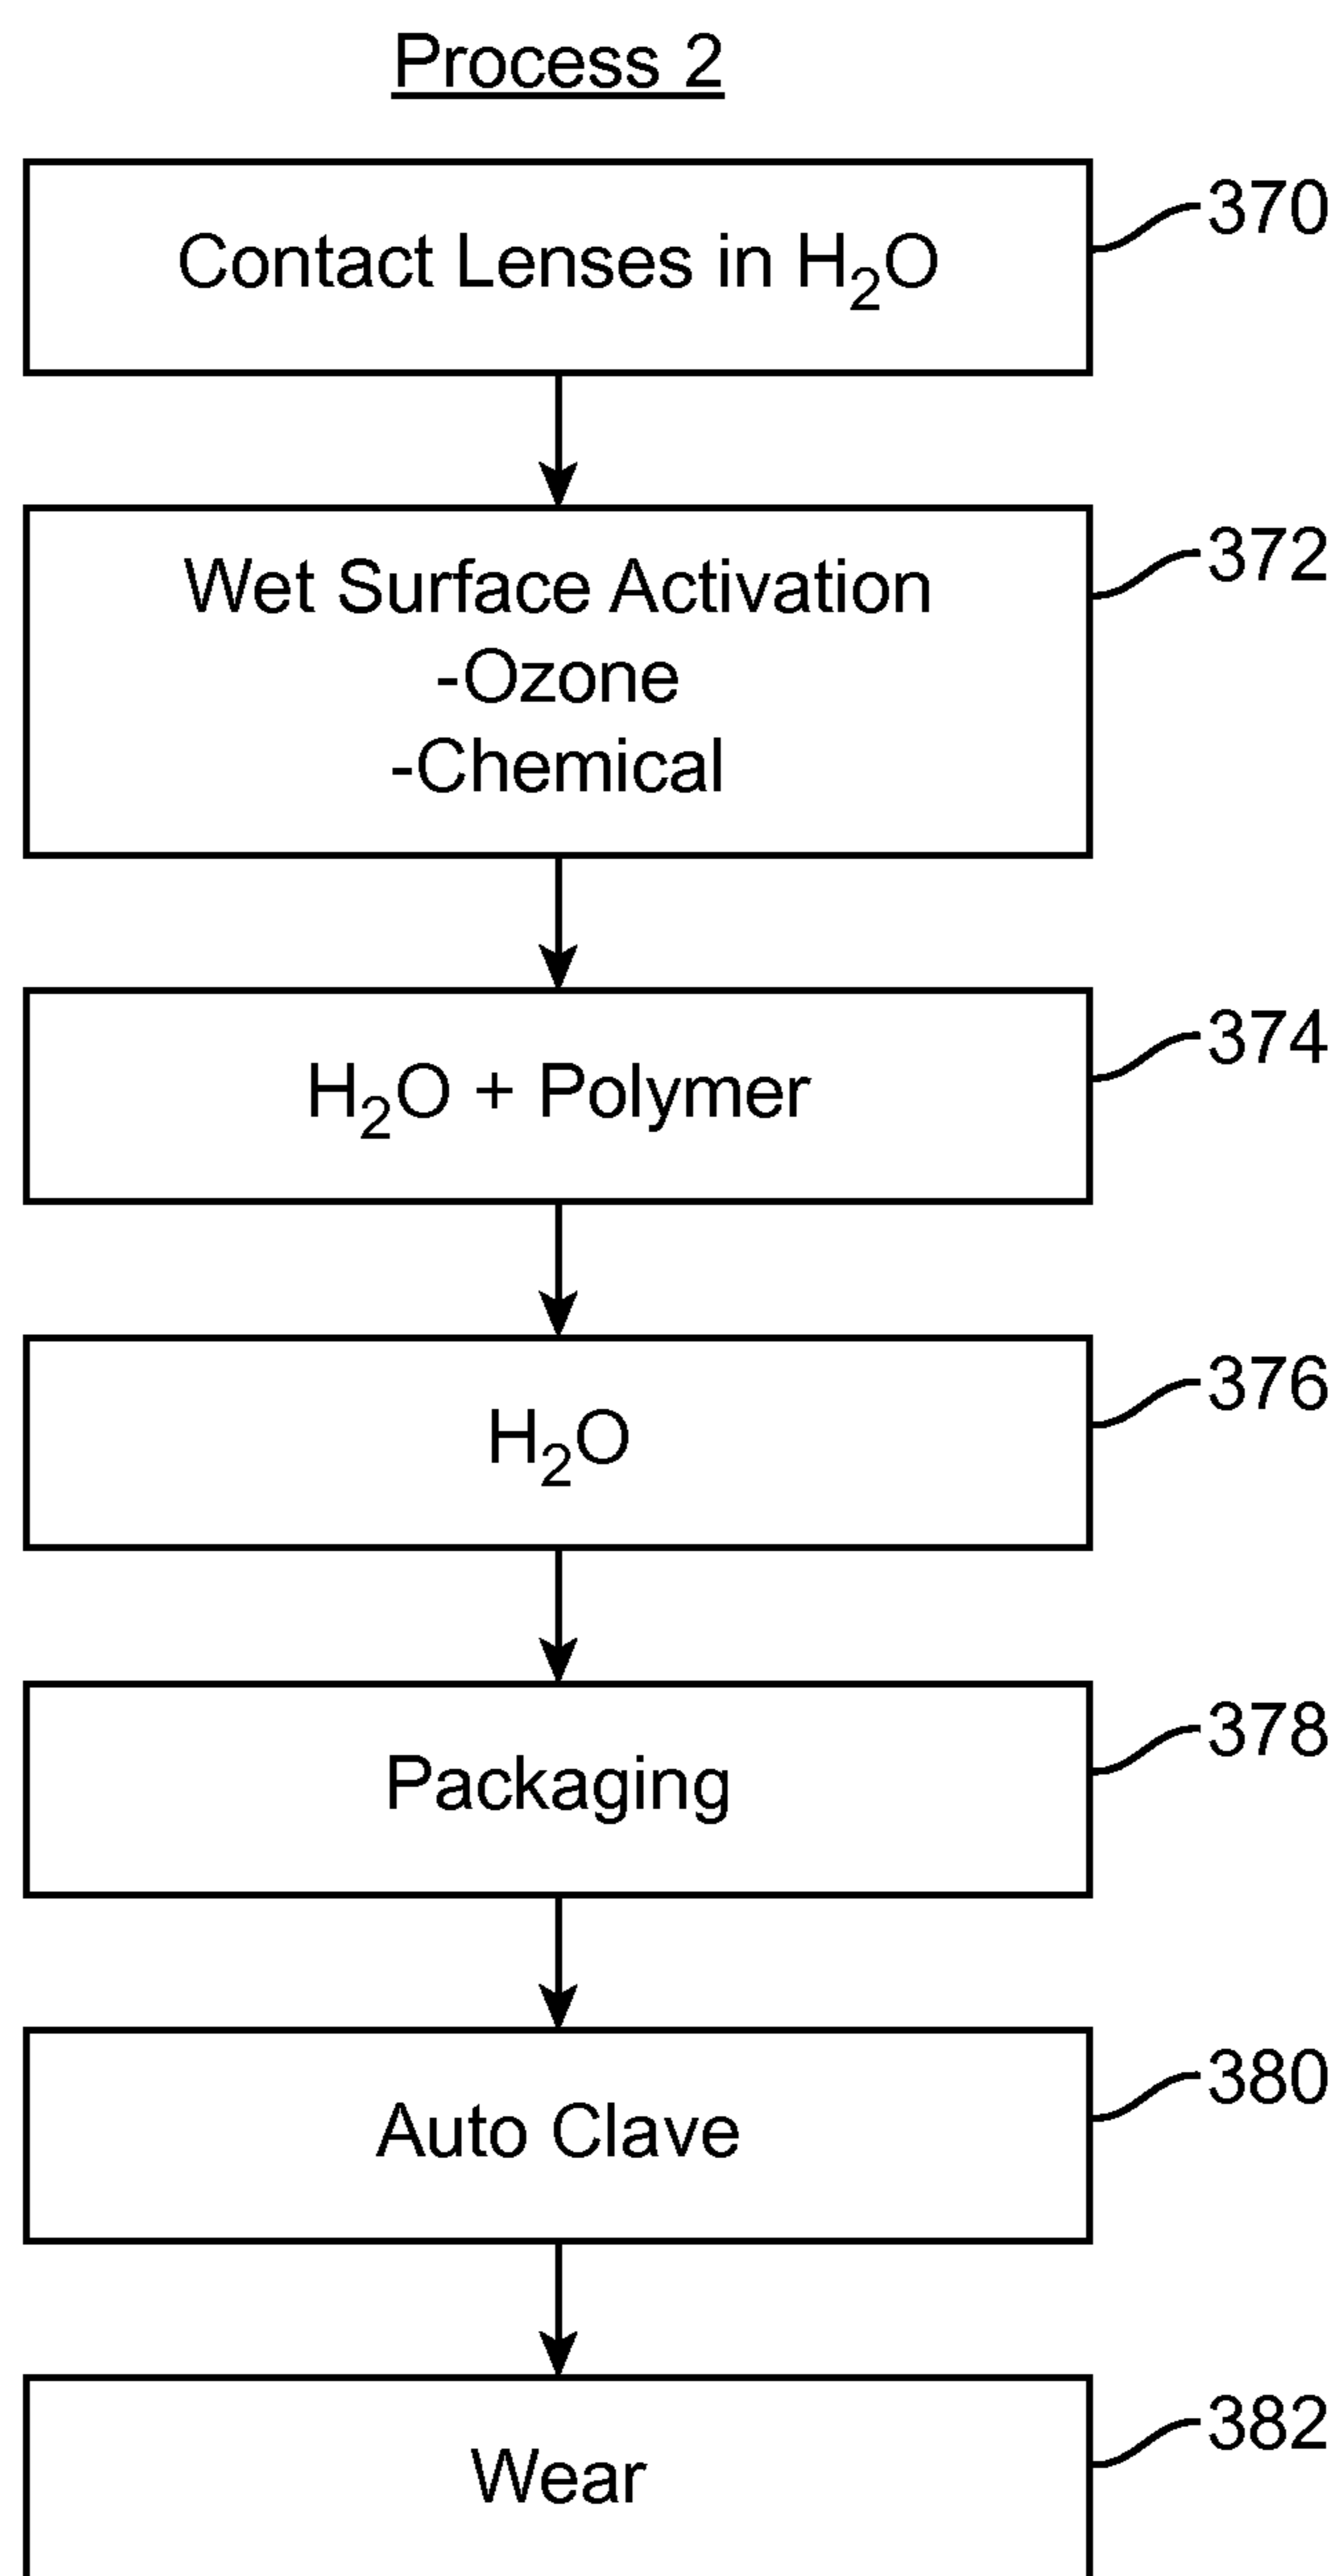 Process 2
Contact Lenses in H₂O
370
Wet Surface Activation
-Ozone
-Chemical
372
H₂O + Polymer
374
H₂O
376
Packaging
378
Auto Clave
380
Wear
382